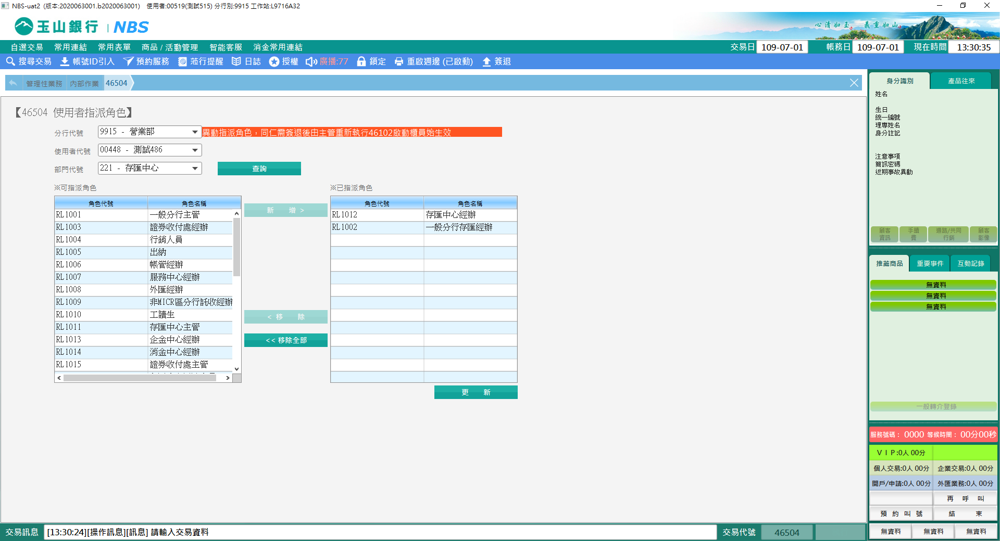 NBS-uat2 (版本:2020063001.b2020063001) 使用者:00519(測試515) 分行別:9915 工作站:L9716A32
玉山銀行 | NBS
心清如玉。 義重如山。
自選交易 常用連結 常用表單 商品 / 活動管理 智能客服 消金常用連結 交易日 109-07-01 帳務日 109-07-01 現在時間 13:30:35
搜尋交易 帳號ID引入 預約服務 蒞行提醒 日誌 授權 廣播:77 鎖定 重啟週邊 (已啟動) 簽退
管理性業務 內部作業 46504
【46504 使用者指派角色】
分行代號 9915 - 營業部 異動指派角色，同仁需簽退後由主管重新執行46102啟動櫃員始生效
使用者代號 00448 - 測試486
部門代號 221 - 存匯中心 查詢
※可指派角色
角色代號 角色名稱
RL1001 一般分行主管
RL1003 證券收付處經辦
RL1004 行銷人員
RL1005 出納
RL1006 帳管經辦
RL1007 服務中心經辦
RL1008 外匯經辦
RL1009 非MICR區分行託收經辦
RL1010 工讀生
RL1011 存匯中心主管
RL1013 企金中心經辦
RL1014 消金中心經辦
RL1015 證券收付處主管
新 增 >
< 移 除
<< 移除全部
※已指派角色
角色代號 角色名稱
RL1012 存匯中心經辦
RL1002 一般分行存匯經辦
更 新
身分識別 產品往來
姓名
生日
統一編號
理專姓名
身分註記
注意事項
簡訊密碼
近期事故異動
顧客資訊 手續費 通路/共同行銷 顧客影像
推薦商品 重要事件 互動記錄
無資料
無資料
無資料
一般轉介登錄
服務號碼： 0000 等候時間： 00分00秒
ＶＩＰ:0人 00分
個人交易:0人 00分 企業交易:0人 00分
開戶/申請:0人 00分 外匯業務:0人 00分
再 呼 叫
預 約 叫 號 結 束
無資料 無資料 無資料
交易訊息 [13:30:24][操作訊息][訊息] 請輸入交易資料 交易代號 46504